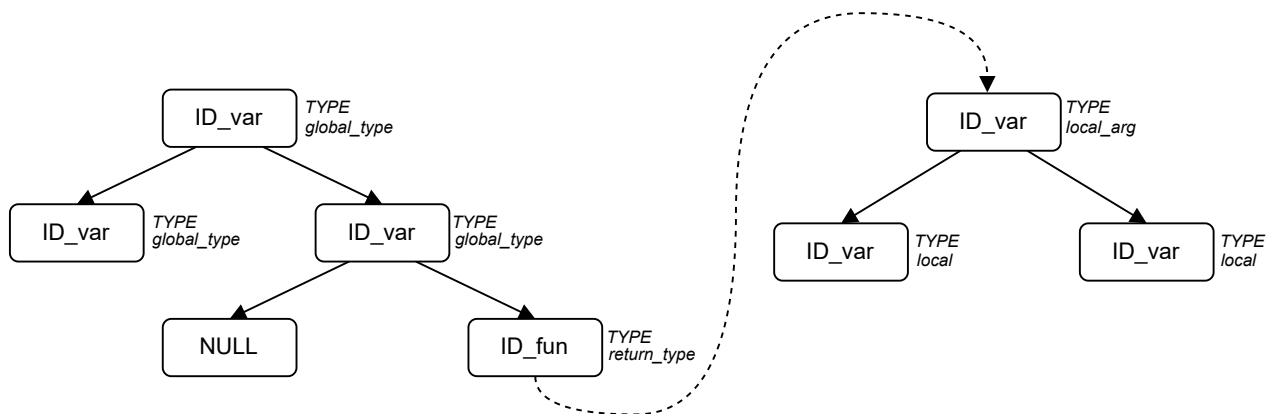 ID_var
TYPE
global_type
ID_var
TYPE
local_arg
ID_var
TYPE
global_type
ID_var
TYPE
global_type
ID_var
TYPE
local
ID_var
TYPE
local
NULL
ID_fun
TYPE
return_type